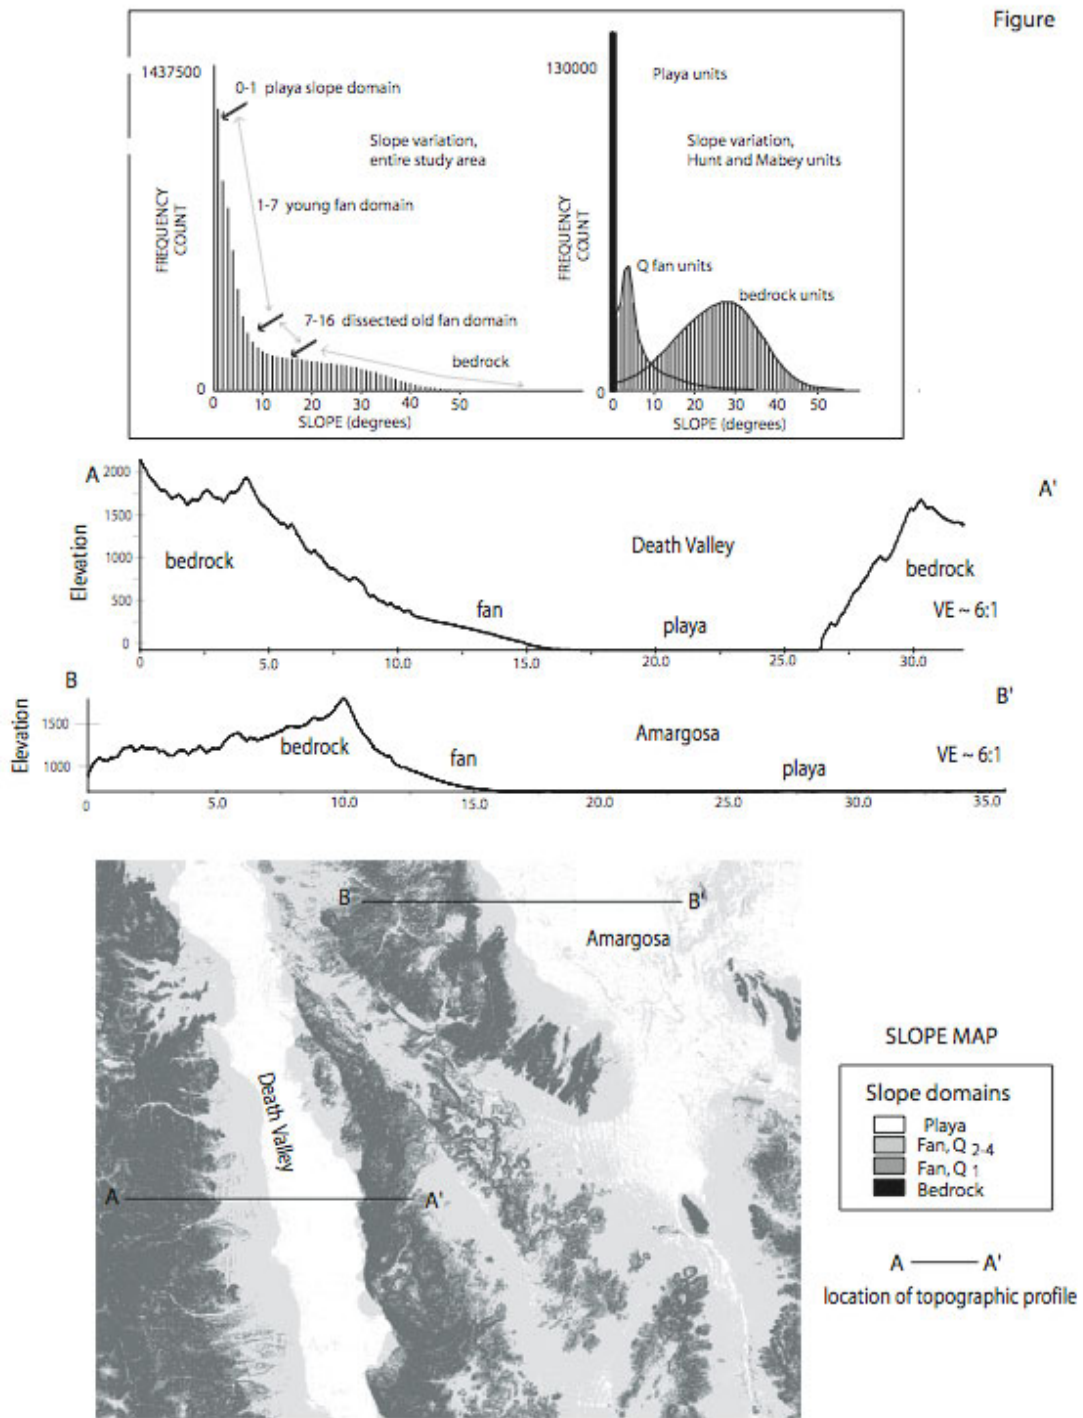 Figure
1437500
0-1 playa slope domain
Slope variation,
entire study area
1-7 young fan domain
7-16 dissected old fan domain
bedrock
FREQUENCY
COUNT
0
0 10 20 30 40 50
SLOPE (degrees)
130000
Playa units
Slope variation,
Hunt and Mabey units
Q fan units
bedrock units
FREQUENCY
COUNT
0
0 10 20 30 40 50
SLOPE (degrees)
A
A'
Elevation
2000
1500
1000
500
0
bedrock
fan
Death Valley
playa
bedrock
VE ~ 6:1
0 5.0 10.0 15.0 20.0 25.0 30.0
B
B'
Elevation
1500
1000
bedrock
fan
Amargosa
playa
VE ~ 6:1
0 5.0 10.0 15.0 20.0 25.0 30.0 35.0
B B'
Amargosa
Death Valley
A A'
SLOPE MAP
Slope domains
Playa
Fan, Q 2-4
Fan, Q 1
Bedrock
A A'
location of topographic profile